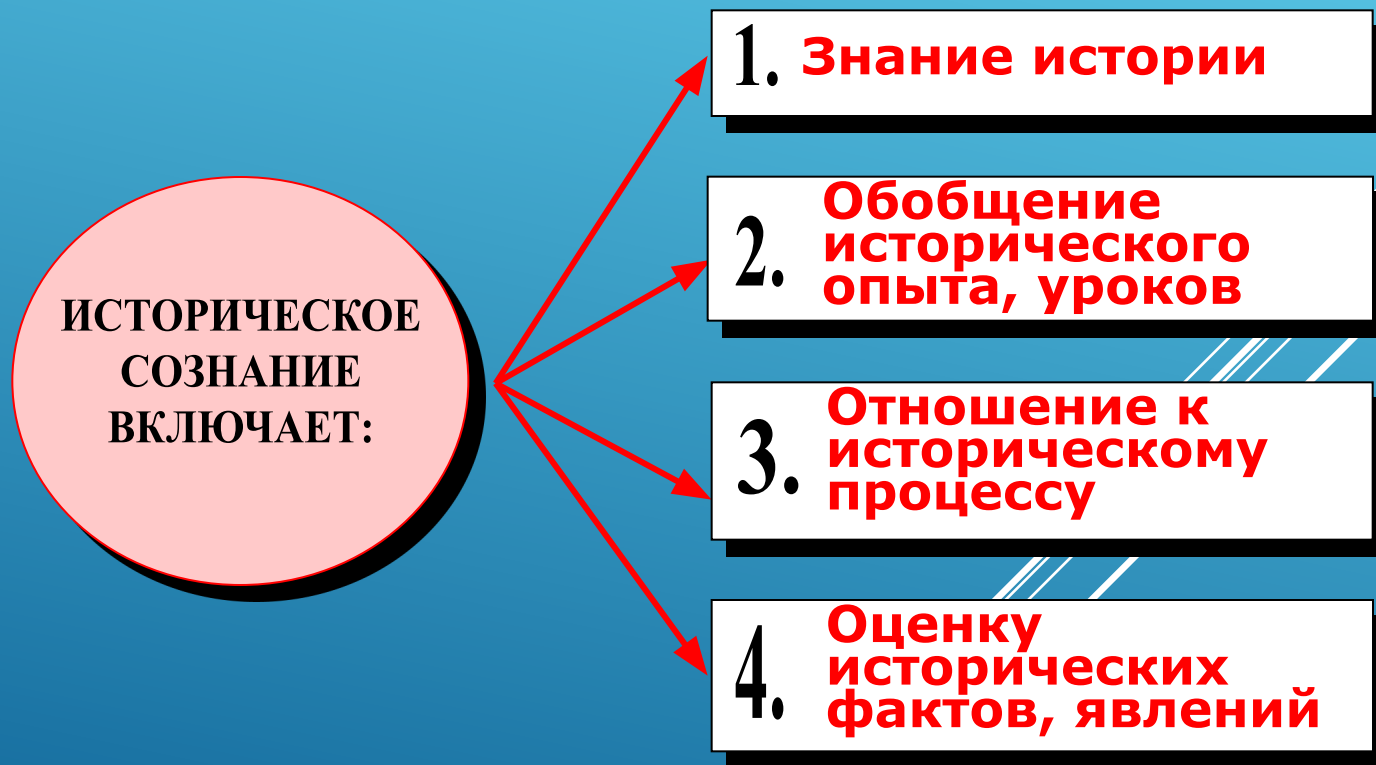 ИСТОРИЧЕСКОЕ
СОЗНАНИЕ
ВКЛЮЧАЕТ:
1. Знание истории
2. Обобщение
исторического
опыта, уроков
3. Отношение к
историческому
процессу
4. Оценку
исторических
фактов, явлений